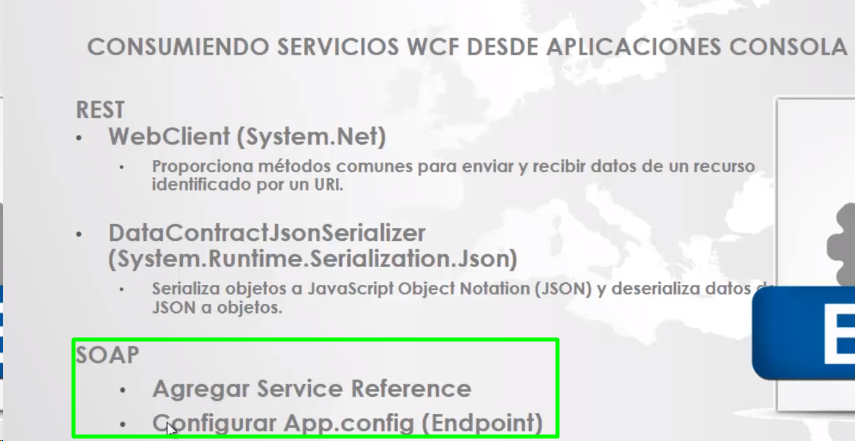 CONSUMIENDO SERVICIOS WCF DESDE APLICACIONES CONSOLA
REST
• WebClient (System.Net)
• Proporciona métodos comunes para enviar y recibir datos de un recurso
identificado por un URI.
• DataContractJsonSerializer
(System.Runtime.Serialization.Json)
• Serializa objetos a JavaScript Object Notation (JSON) y deserializa datos
JSON a objetos.
SOAP
• Agregar Service Reference
• Configurar App.config (Endpoint)